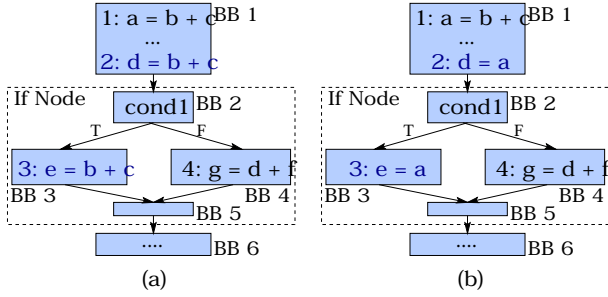 1: a = b + c
BB 1
...
2: d = b + c
If Node
cond1
BB 2
T
F
3: e = b + c
4: g = d + f
BB 3
BB 4
BB 5
....
BB 6
(a)
1: a = b + c
BB 1
...
2: d = a
If Node
cond1
BB 2
T
F
3: e = a
4: g = d + f
BB 3
BB 4
BB 5
....
BB 6
(b)